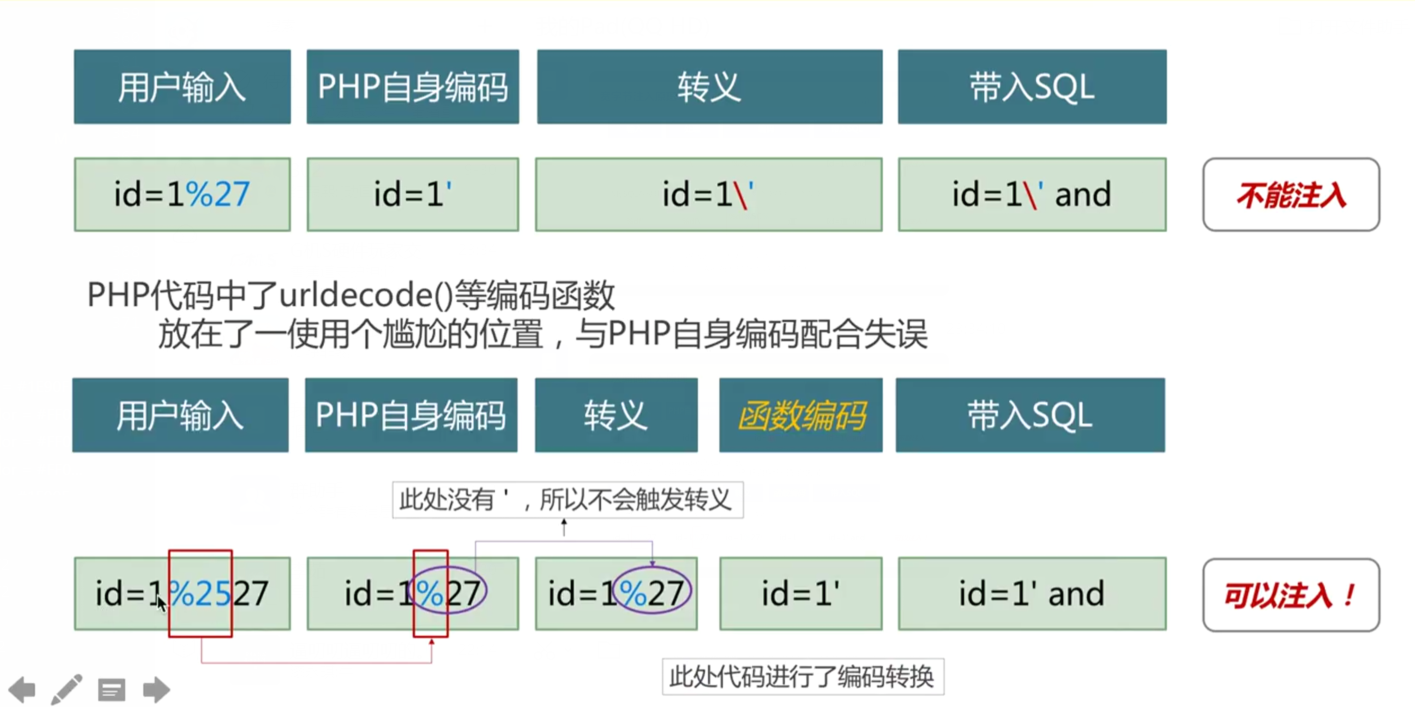 用户输入 PHP自身编码 转义 带入SQL
id=1%27 id=1' id=1\' id=1\' and 不能注入
PHP代码中了urldecode()等编码函数
放在了一使用个尴尬的位置，与PHP自身编码配合失误
用户输入 PHP自身编码 转义 函数编码 带入SQL
此处没有 ' ，所以不会触发转义
id=1%2527 id=1%27 id=1%27 id=1' id=1' and 可以注入！
此处代码进行了编码转换